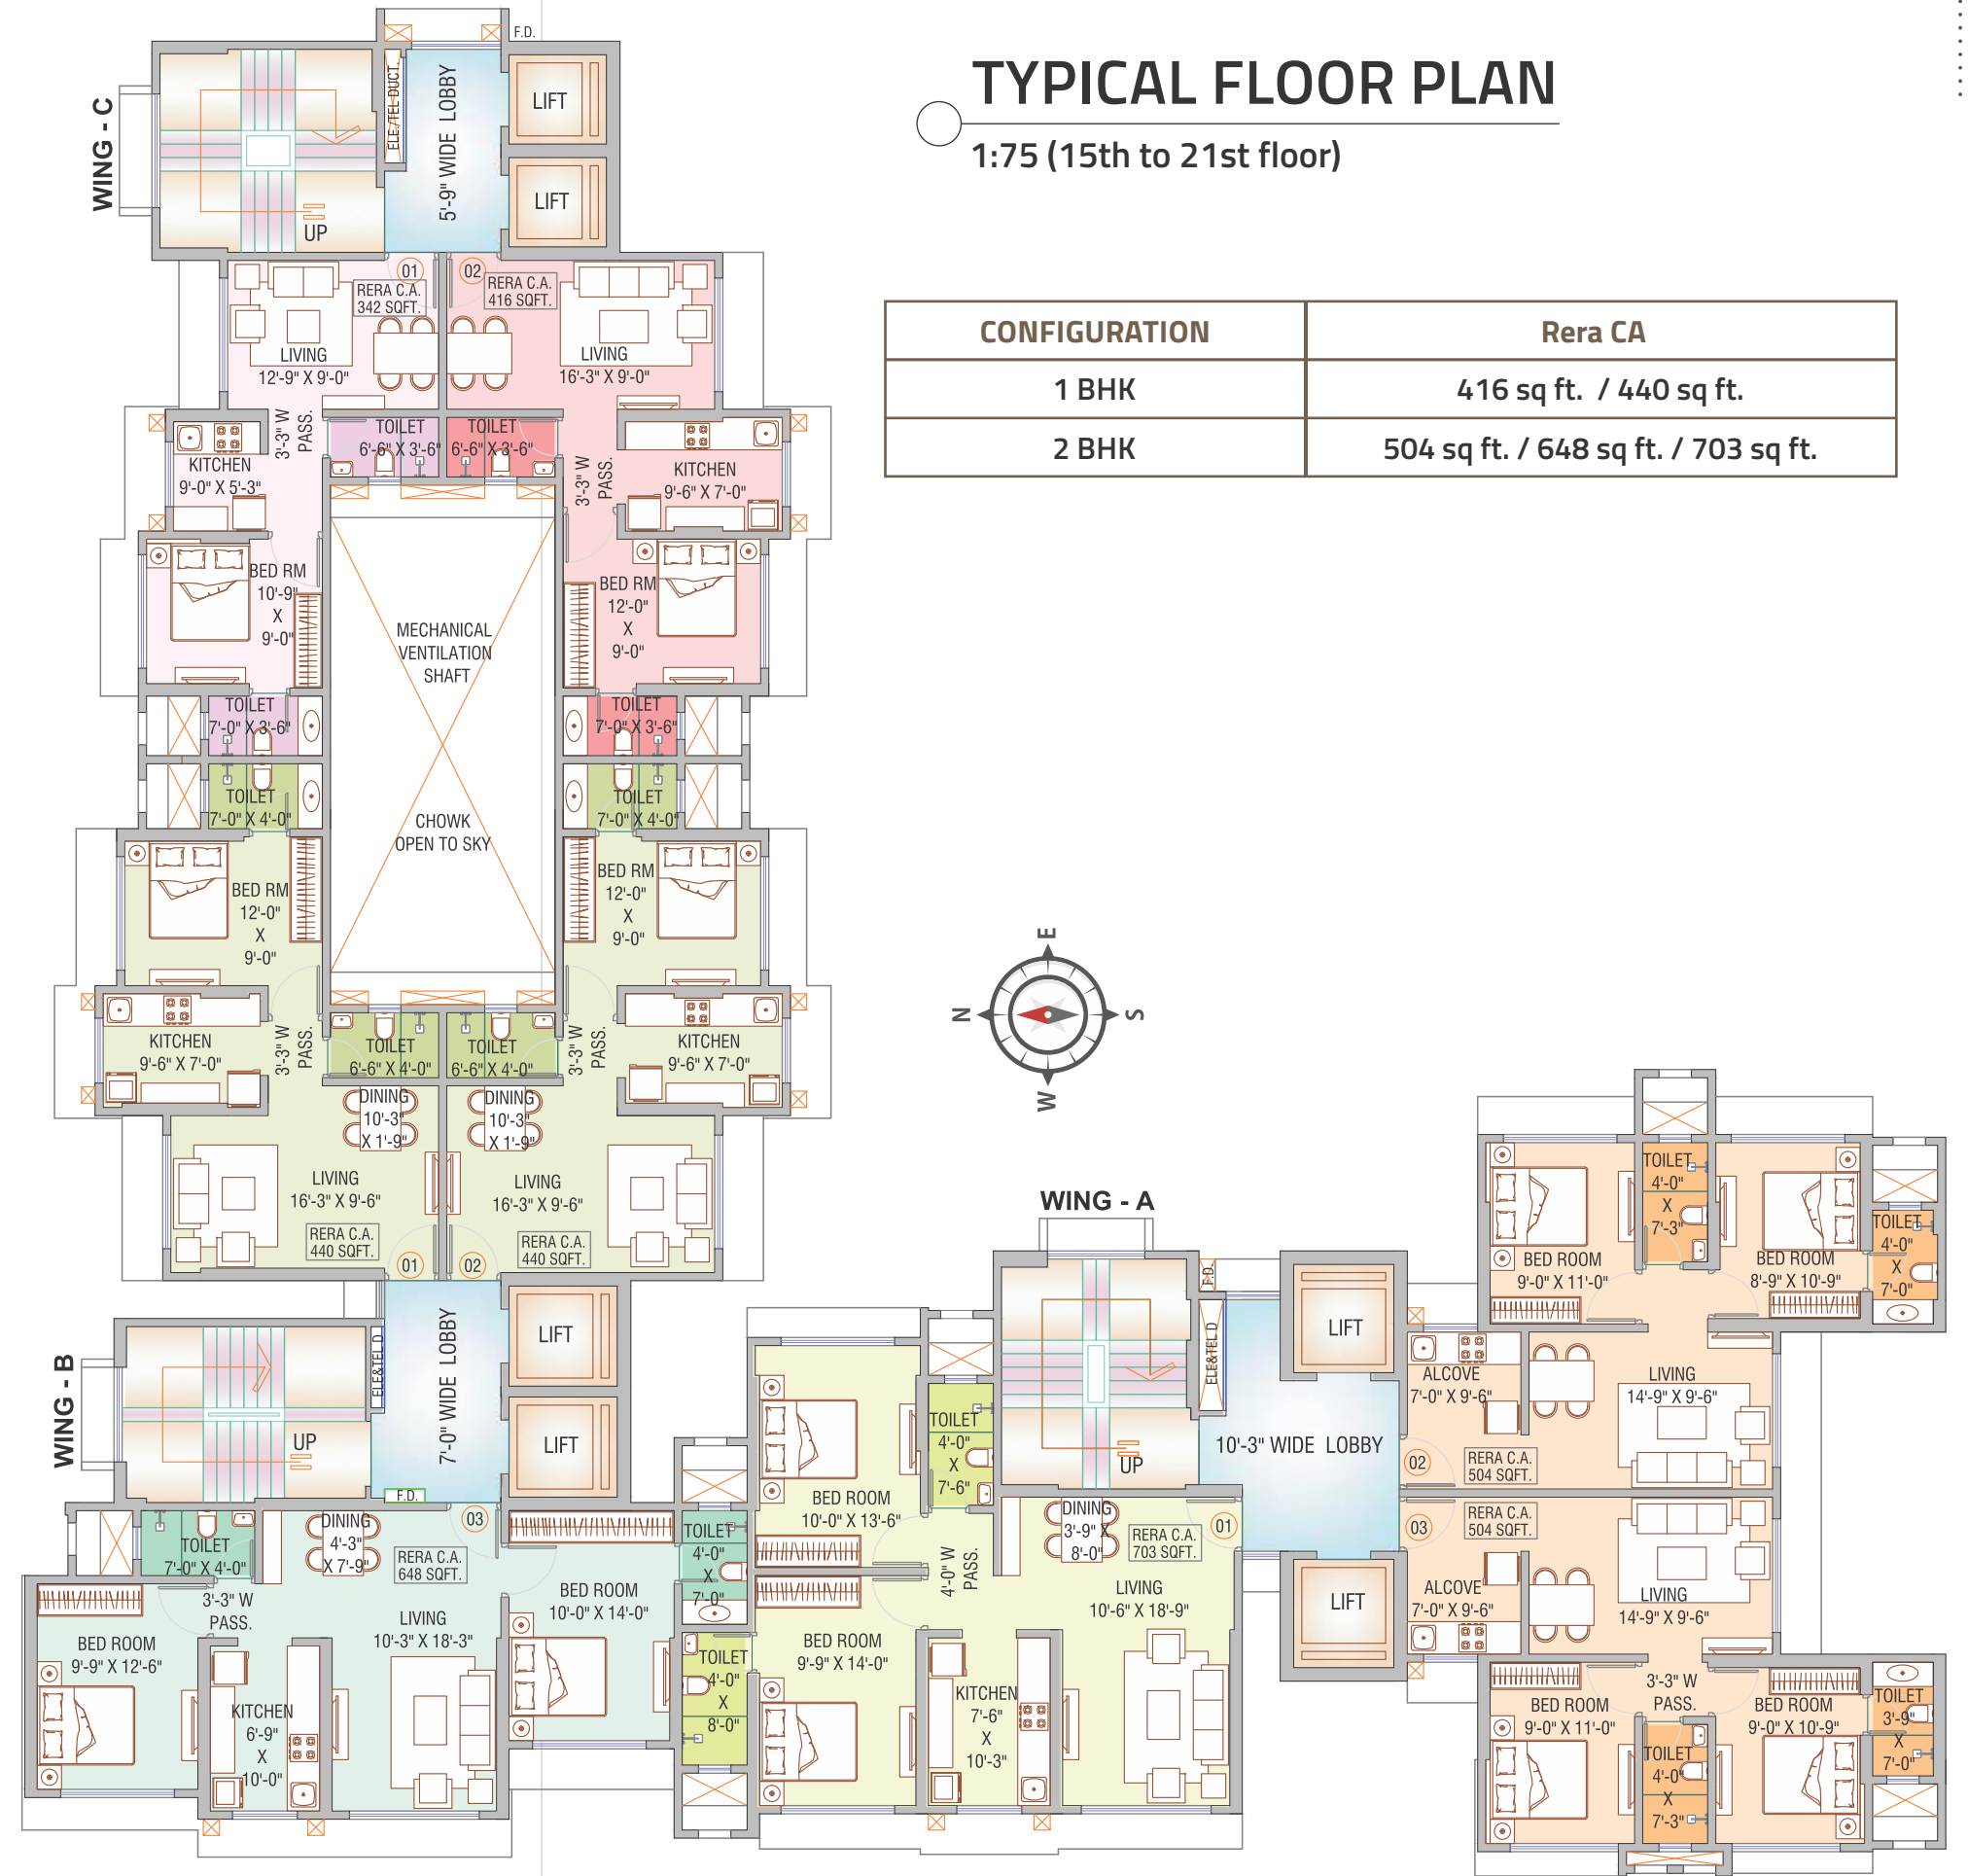 TYPICAL FLOOR PLAN
1:75 (15th to 21st floor)
CONFIGURATION
Rera CA
1 BHK
416 sq ft. / 440 sq ft.
2 BHK
504 sq ft. / 648 sq ft. / 703 sq ft.
WING - C
F.D.
ELE./TEL DUCT.
5'-9" WIDE LOBBY
LIFT
LIFT
UP
01
RERA C.A.
342 SQFT.
LIVING
12'-9" X 9'-0"
02
RERA C.A.
416 SQFT.
LIVING
16'-3" X 9'-0"
3'-3" W
PASS.
TOILET
6'-6" X 3'-6"
TOILET
6'-6" X 3'-6"
KITCHEN
9'-0" X 5'-3"
3'-3" W
PASS.
KITCHEN
9'-6" X 7'-0"
BED RM
10'-9"
X
9'-0"
BED RM
12'-0"
X
9'-0"
MECHANICAL
VENTILATION
SHAFT
TOILET
7'-0" X 3'-6"
TOILET
7'-0" X 3'-6"
TOILET
7'-0" X 4'-0"
TOILET
7'-0" X 4'-0"
CHOWK
OPEN TO SKY
BED RM
12'-0"
X
9'-0"
BED RM
12'-0"
X
9'-0"
KITCHEN
9'-6" X 7'-0"
3'-3" W
PASS.
TOILET
6'-6" X 4'-0"
TOILET
6'-6" X 4'-0"
3'-3" W
PASS.
KITCHEN
9'-6" X 7'-0"
DINING
10'-3"
X 1'-9"
DINING
10'-3"
X 1'-9"
LIVING
16'-3" X 9'-6"
LIVING
16'-3" X 9'-6"
RERA C.A.
440 SQFT.
RERA C.A.
440 SQFT.
01
02
E
N
S
W
WING - B
ELE&TEL D
7'-0" WIDE LOBBY
LIFT
LIFT
UP
F.D.
03
TOILET
7'-0" X 4'-0"
DINING
4'-3"
X 7'-9"
RERA C.A.
648 SQFT.
3'-3" W
PASS.
LIVING
10'-3" X 18'-3"
BED ROOM
9'-9" X 12'-6"
KITCHEN
6'-9"
X
10'-0"
BED ROOM
10'-0" X 14'-0"
TOILET
4'-0"
X
7'-0"
TOILET
4'-0"
X
8'-0"
WING - A
F.D.
ELE&TEL D
UP
10'-3" WIDE LOBBY
LIFT
LIFT
TOILET
4'-0"
X
7'-6"
BED ROOM
10'-0" X 13'-6"
4'-0" W
PASS.
DINING
3'-9" X
8'-0"
RERA C.A.
703 SQFT.
01
LIVING
10'-6" X 18'-9"
BED ROOM
9'-9" X 14'-0"
KITCHEN
7'-6"
X
10'-3"
TOILET
4'-0"
X
7'-3"
TOILET
4'-0"
X
7'-0"
BED ROOM
9'-0" X 11'-0"
BED ROOM
8'-9" X 10'-9"
ALCOVE
7'-0" X 9'-6"
LIVING
14'-9" X 9'-6"
02
RERA C.A.
504 SQFT.
03
RERA C.A.
504 SQFT.
ALCOVE
7'-0" X 9'-6"
LIVING
14'-9" X 9'-6"
BED ROOM
9'-0" X 11'-0"
3'-3" W
PASS.
BED ROOM
9'-0" X 10'-9"
TOILET
3'-9"
X
7'-0"
TOILET
4'-0"
X
7'-3"